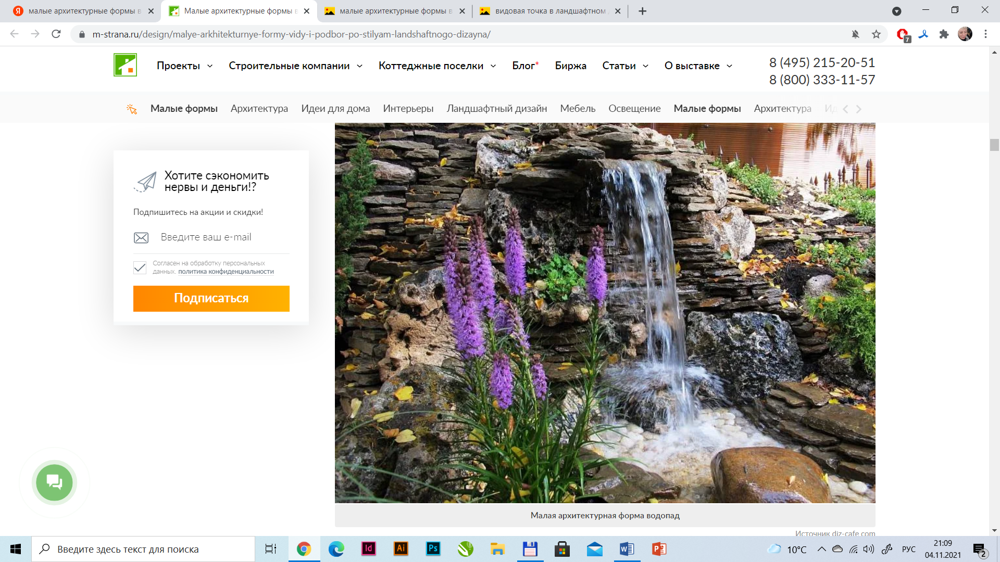 малые архитектурные формы в
Малые архитектурные формы в
малые архитектурные формы в
видовая точка в ландшафтном
m-strana.ru/design/malye-arkhitekturnye-formy-vidy-i-podbor-po-stilyam-landshaftnogo-dizayna/
7
Проекты
Строительные компании
Коттеджные поселки
Блог*
Биржа
Статьи
О выставке
8 (495) 215-20-51
8 (800) 333-11-57
Малые формы
Архитектура
Идеи для дома
Интерьеры
Ландшафтный дизайн
Мебель
Освещение
Малые формы
Архитектура
Ид
Хотите сэкономить
нервы и деньги!?
Подпишитесь на акции и скидки!
Введите ваш e-mail
Согласен на обработку персональных
данных. политика конфиденциальности
Подписаться
Малая архитектурная форма водопад
Источник diz-cafe.com
Введите здесь текст для поиска
Id
Ai
Ps
10°C
РУС
21:09
04.11.2021
2